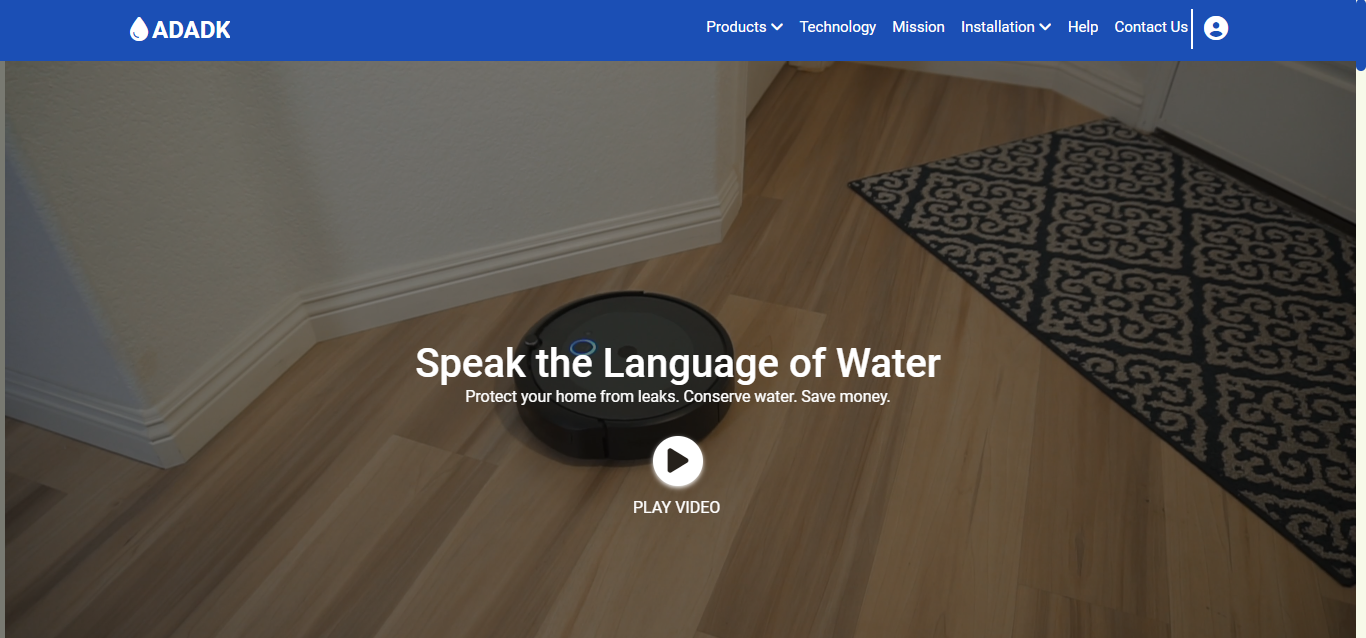 ADADK
Products Technology Mission Installation Help Contact Us
Speak the Language of Water
Protect your home from leaks. Conserve water. Save money.
PLAY VIDEO